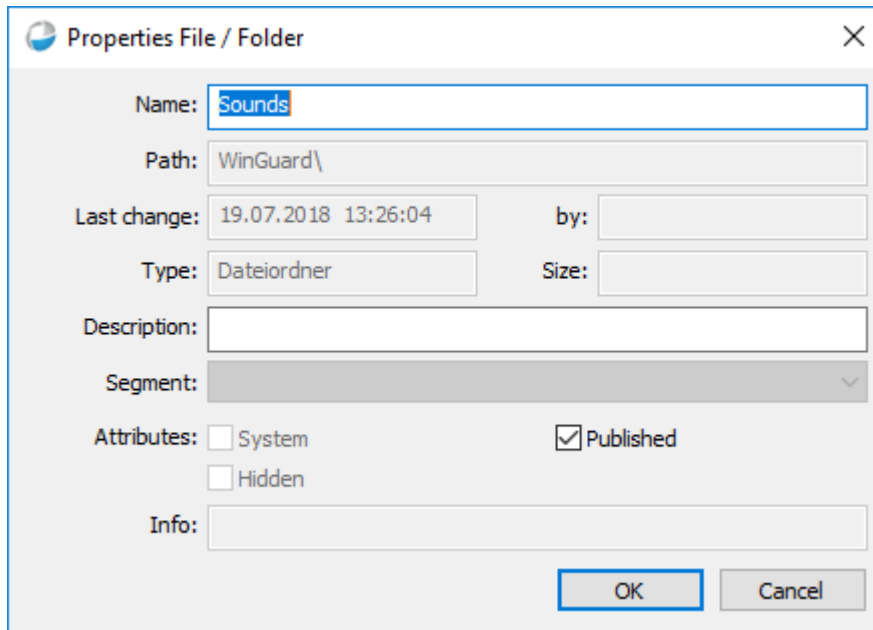 Properties File / Folder
Name: Sounds
Path: WinGuard\
Last change: 19.07.2018 13:26:04 by:
Type: Dateiordner Size:
Description:
Segment:
Attributes: System Published
Hidden
Info:
OK Cancel